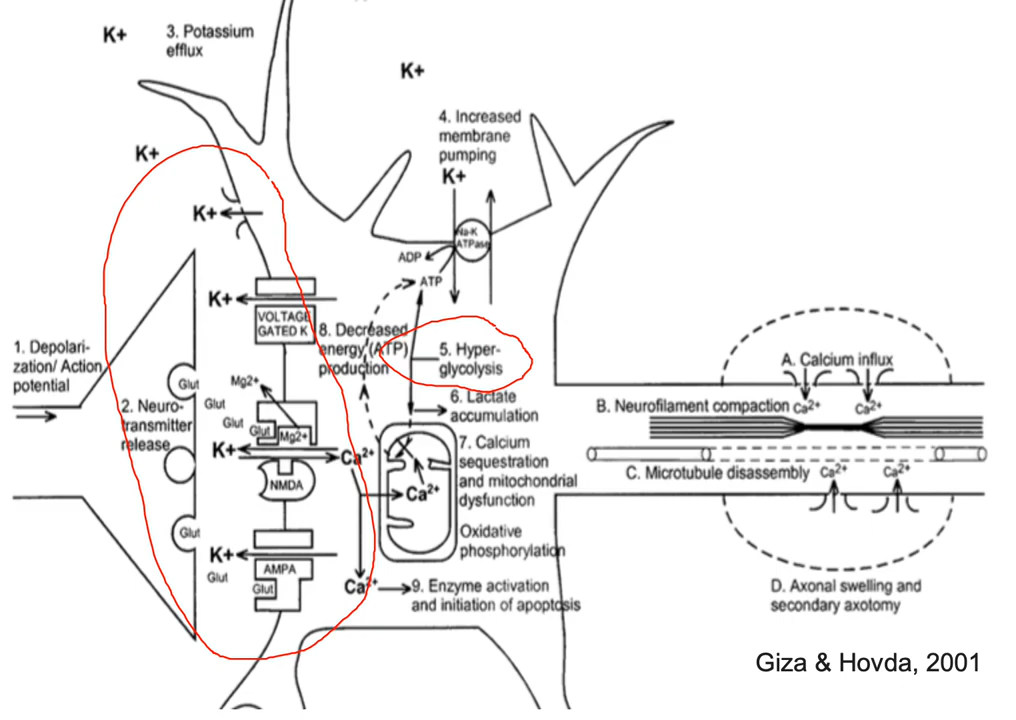 K+
3. Potassium
efflux
K+
4. Increased
membrane
pumping
K+
K+
K+
Na-K
ATPase
ADP
ATP
K+
VOLTAGE
GATED K
8. Decreased
energy (ATP)
production
5. Hyper-
glycolysis
6. Lactate
accumulation
1. Depolari-
zation/ Action
potential
Glut
2. Neuro-
transmitter
release
Mg2+
Glut
Glut
Glut
Mg2+
K+
Ca2+
NMDA
7. Calcium
sequestration
and mitochondrial
dysfunction
Ca2+
Oxidative
phosphorylation
Glut
K+
Glut
AMPA
Glut
Ca2+
9. Enzyme activation
and initiation of apoptosis
A. Calcium influx
B. Neurofilament compaction
Ca2+
Ca2+
C. Microtubule disassembly
Ca2+
Ca2+
D. Axonal swelling and
secondary axotomy
Giza & Hovda, 2001